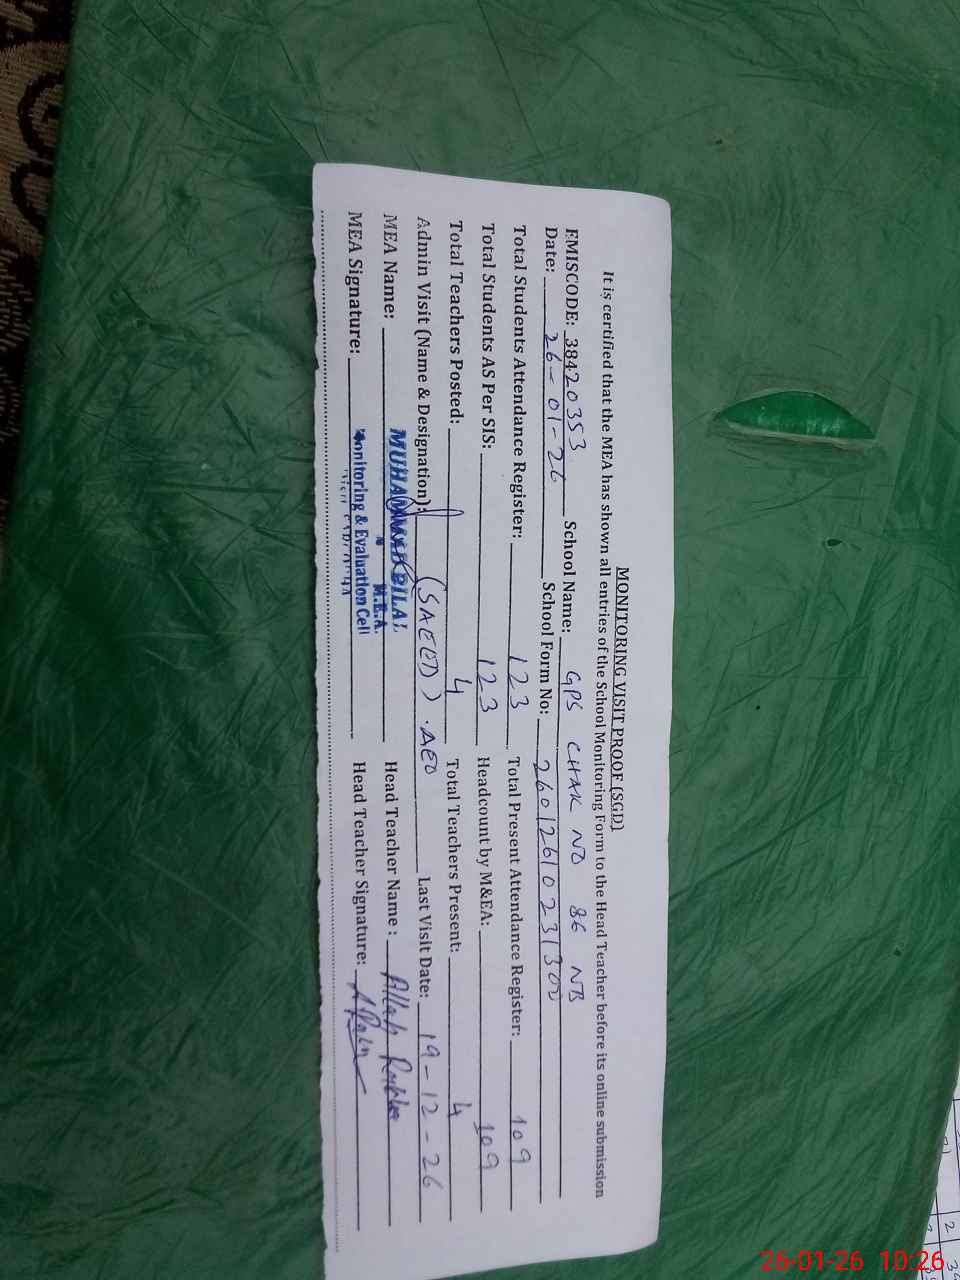 MONITORING VISIT PROOF (SGD)
It is certified that the MEA has shown all entries of the School Monitoring Form to the Head Teacher before its online submission
EMISCODE: 38420353 School Name: GPS CHAK NO 86 NB
Date: 26-01-26 School Form No: 26012610231300
Total Students Attendance Register: 123 Total Present Attendance Register: 109
Total Students AS Per SIS: 123 Headcount by M&EA: 109
Total Teachers Posted: 4 Total Teachers Present: 4
Admin Visit (Name & Designation): (SAEED) . AEO Last Visit Date: 19-12-26
MEA Name: MUHAMMAD BILAL Head Teacher Name : Allah
M.E.A.
MEA Signature: Monitoring & Evaluation Cell Head Teacher Signature:
26-01-26 10:26